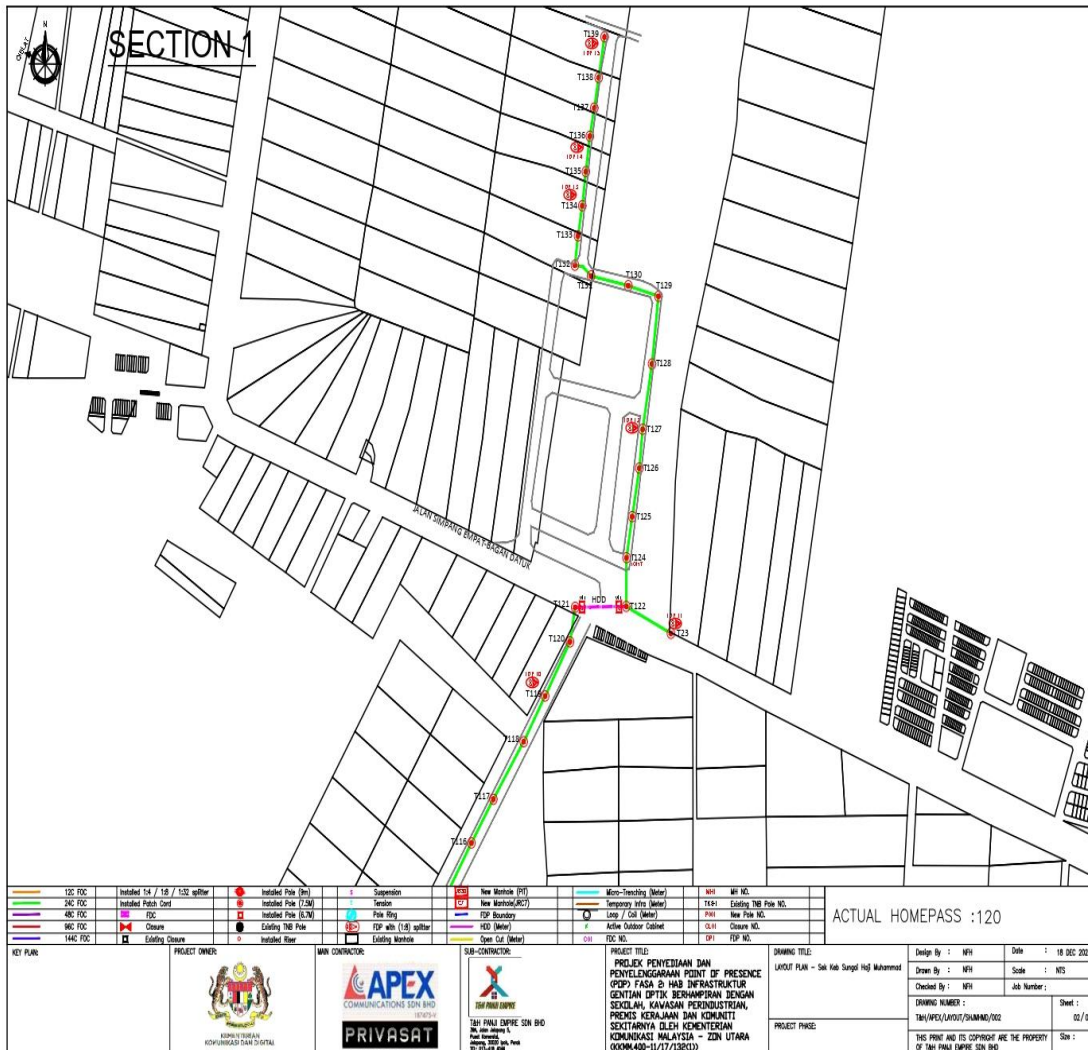 SECTION 1
N
T139
T138
T137
T136
T135
T134
T133
T132
T131
T130
T129
T128
T127
T126
T125
T124
JALAN SIMPANG EMPAT-BAGAN DATUK
T121
HDD
T122
T23
T120
T119
T118
T117
T116
12C FOC
24C FOC
48C FOC
96C FOC
144C FOC
Installed 1:4 / 1:8 / 1:32 splitter
Installed Patch Cord
FDC
Closure
Existing Closure
Installed Pole (9m)
Installed Pole (7.5M)
Installed Pole (6.7M)
Existing TNB Pole
Installed Riser
Suspension
Tension
Pole Ring
FDP with (1:8) splitter
Existing Manhole
New Manhole (PIT)
New Manhole(JRC7)
FDP Boundary
HDD (Meter)
Open Cut (Meter)
Micro-Trenching (Meter)
Temporary Infra (Meter)
Loop / Coil (Meter)
Active Outdoor Cabinet
FDC NO.
MH NO.
Existing TNB Pole NO.
New Pole NO.
Closure NO.
FDP NO.
ACTUAL HOMEPASS :120
KEY PLAN:
PROJECT OWNER:
KEMENTERIAN
KOMUNIKASI DAN DIGITAL
MAIN CONTRACTOR:
APEX
COMMUNICATIONS SDN BHD
PRIVASAT
SUB-CONTRACTOR:
T&H PANJI EMPIRE
T&H PANJI EMPIRE SDN BHD
PROJECT TITLE:
PROJEK PENYEDIAAN DAN
PENYELENGGARAAN POINT OF PRESENCE
(POP) FASA 2: HAB INFRASTRUKTUR
GENTIAN OPTIK BERHAMPIRAN DENGAN
SEKOLAH, KAWASAN PERINDUSTRIAN,
PREMIS KERAJAAN DAN KOMUNITI
SEKITARNYA OLEH KEMENTERIAN
KOMUNIKASI MALAYSIA - ZON UTARA
(KKMM.400-11/17/132(1))
DRAWING TITLE:
LAYOUT PLAN - Sek Keb Sungai Haji Muhammad
PROJECT PHASE:
Design By : NFH
Date : 18 DEC 202
Drawn By : NFH
Scale : NTS
Checked By : NFH
Job Number :
DRAWING NUMBER :
Sheet :
THIS PRINT AND ITS COPYRIGHT ARE THE PROPERTY
OF T&H PANJI EMPIRE SDN BHD
Size :